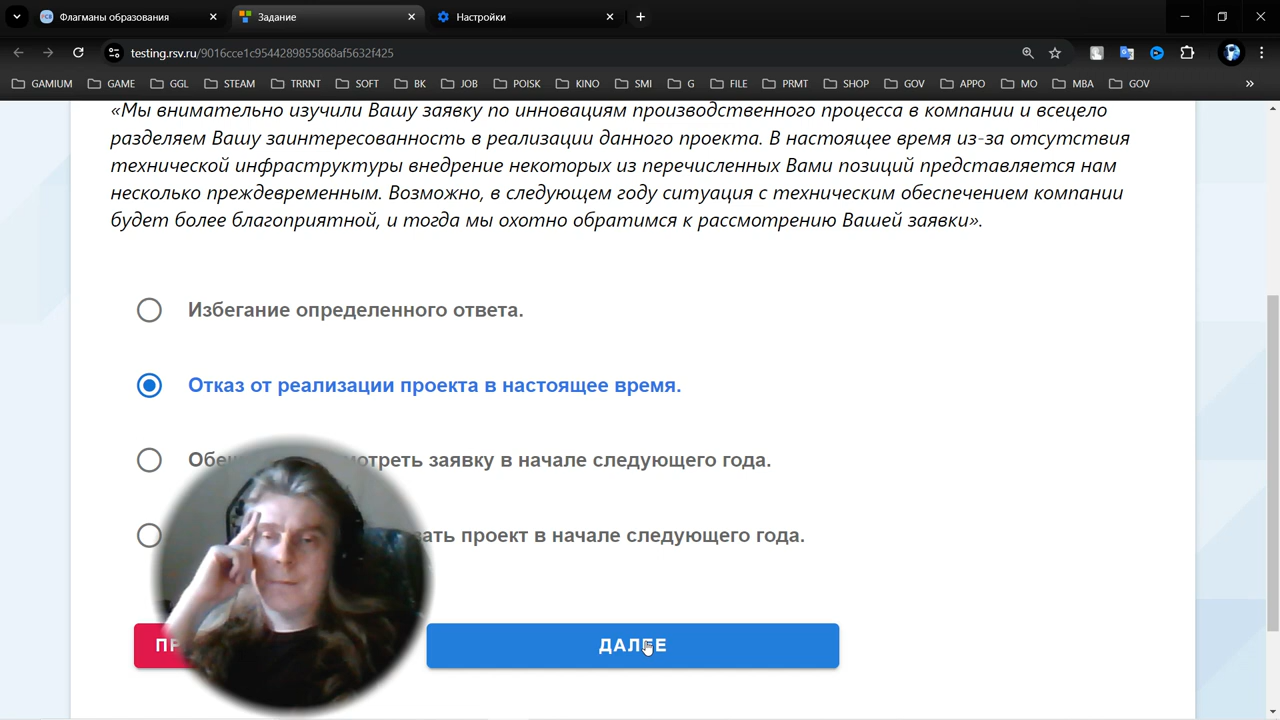 Флагманы образования
Задание
Настройки
testing.rsv.ru/9016cce1c9544289855868af5632f425
GAMIUM
GAME
GGL
STEAM
TRRNT
SOFT
BK
JOB
POISK
KINO
SMI
G
FILE
PRMT
SHOP
GOV
APPO
MO
MBA
GOV
»
«Мы внимательно изучили Вашу заявку по инновациям производственного процесса в компании и всецело
разделяем Вашу заинтересованность в реализации данного проекта. В настоящее время из-за отсутствия
технической инфраструктуры внедрение некоторых из перечисленных Вами позиций представляется нам
несколько преждевременным. Возможно, в следующем году ситуация с техническим обеспечением компании
будет более благоприятной, и тогда мы охотно обратимся к рассмотрению Вашей заявки».
Избегание определенного ответа.
Отказ от реализации проекта в настоящее время.
заявку в начале следующего года.
проект в начале следующего года.
ДАЛЕЕ